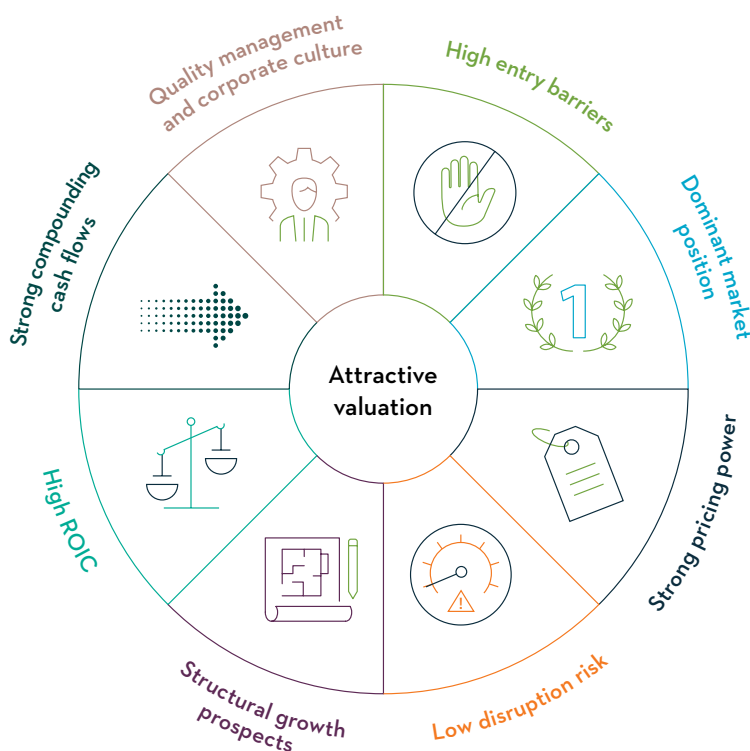 Quality management
and corporate culture
High entry barriers
Dominant market
position
Strong pricing power
Low disruption risk
Structural growth
prospects
High ROIC
Strong compounding
cash flows
Attractive
valuation
1
!